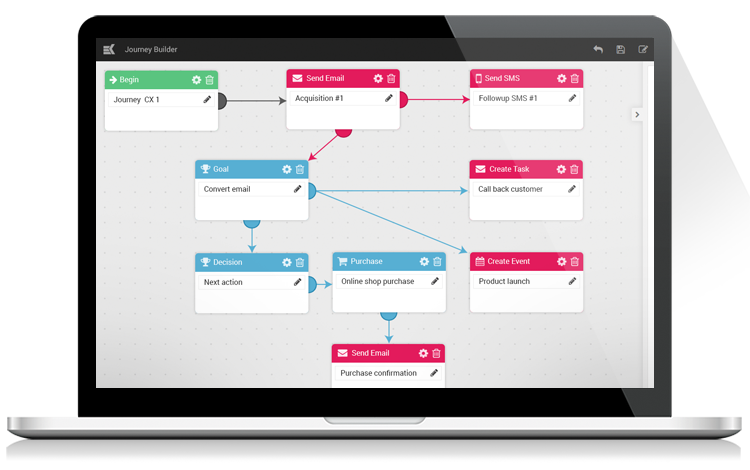 Journey Builder
Begin
Journey CX 1
Send Email
Acquisition #1
Send SMS
Followup SMS #1
Goal
Convert email
Create Task
Call back customer
Decision
Next action
Purchase
Online shop purchase
Create Event
Product launch
Send Email
Purchase confirmation